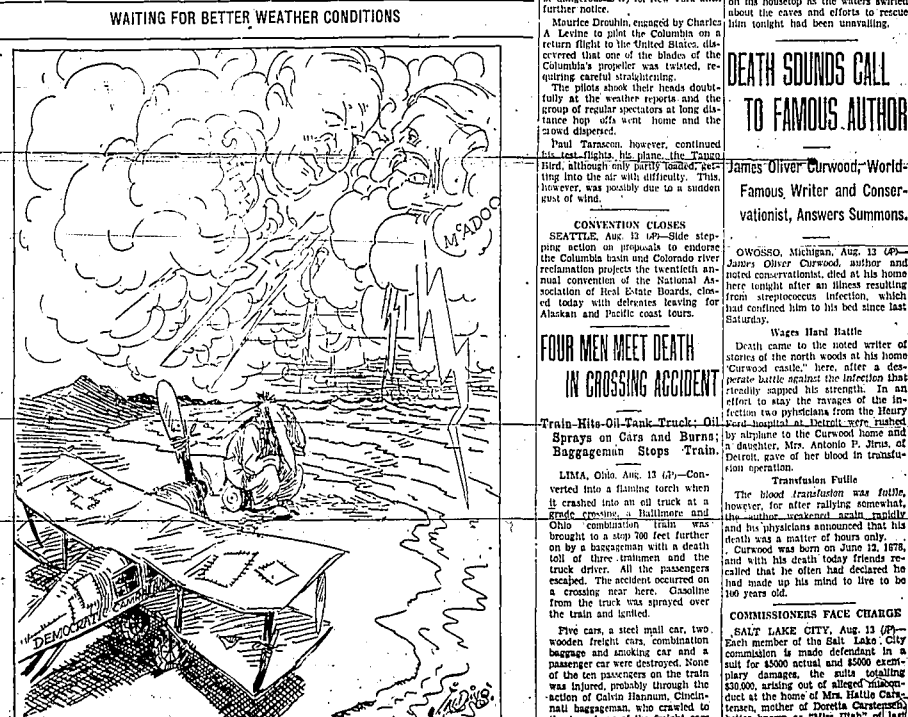 WAITING FOR BETTER WEATHER CONDITIONS
McADOO
DEMOCRATIC CAMPAIGN
further notice.
Maurice Drouhin, engaged by Charles
A Levine to pilot the Columbia on a
return flight to the United States, dis-
covered that one of the blades of the
Columbia's propeller was twisted, re-
quiring careful straightening.
The pilots shook their heads doubt-
fully at the weather reports and the
group of regular spectators at long dis-
tance hop offs went home and the
crowd dispersed.
Paul Tarascon, however, continued
his test flights, his plane, the Tango
Bird, although only partly loaded, get-
ting into the air with difficulty. This,
however, was possibly due to a sudden
gust of wind.
CONVENTION CLOSES
SEATTLE, Aug. 13 (AP)—Side step-
ping action on proposals to endorse
the Columbia basin and Colorado river
reclamation projects the twentieth an-
nual convention of the National As-
sociation of Real Estate Boards, clos-
ed today with delegates leaving for
Alaskan and Pacific coast tours.
FOUR MEN MEET DEATH
IN CROSSING ACCIDENT
Train Hits Oil Tank Truck; Oil
Sprays on Cars and Burns;
Baggageman Stops Train.
LIMA, Ohio, Aug. 13 (AP)—Con-
verted into a flaming torch when
it crashed into an oil truck at a
grade crossing, a Baltimore and
Ohio combination train was
brought to a stop 700 feet further
on by a baggageman with a death
toll of three trainmen and the
truck driver. All the passengers
escaped. The accident occurred on
a crossing near here. Gasoline
from the truck was sprayed over
the train and ignited.
Five cars, a steel mail car, two
wooden freight cars, combination
baggage and smoking car and a
passenger car were destroyed. None
of the ten passengers on the train
was injured, probably through the
action of Calvin Hannum, Cincin-
nati baggageman, who crawled to
on his housetop as the waters swirled
about the eaves and efforts to rescue
him tonight had been unavailing.
DEATH SOUNDS CALL
TO FAMOUS AUTHOR
James Oliver Curwood, World-
Famous Writer and Conser-
vationist, Answers Summons.
OWOSSO, Michigan, Aug. 13 (AP)—
James Oliver Curwood, author and
noted conservationist, died at his home
here tonight after an illness resulting
from streptococcus infection, which
had confined him to his bed since last
Saturday.
Wages Hard Battle
Death came to the noted writer of
stories of the north woods at his home
"Curwood castle," here, after a des-
perate battle against the infection that
steadily sapped his strength. In an
effort to stay the ravages of the in-
fection two pyhsicians from the Henry
Ford hospital at Detroit were rushed
by airplane to the Curwood home and
a daughter, Mrs. Antonio P. Jirus, of
Detroit, gave of her blood in transfu-
sion operation.
Transfusion Futile
The blood transfusion was futile,
however, for after rallying somewhat,
the author weakened again rapidly
and his physicians announced that his
death was a matter of hours only.
Curwood was born on June 12, 1878,
and with his death today friends re-
called that he often had declared he
had made up his mind to live to be
100 years old.
COMMISSIONERS FACE CHARGE
SALT LAKE CITY, Aug. 13 (AP)—
Each member of the Salt Lake City
commission is made defendant in a
suit for $5000 actual and $5000 exem-
plary damages, the suits totaling
$30,000, arising out of alleged miscon-
duct at the home of Mrs. Hattie Cars-
tensen, mother of Doretta Carstensen,